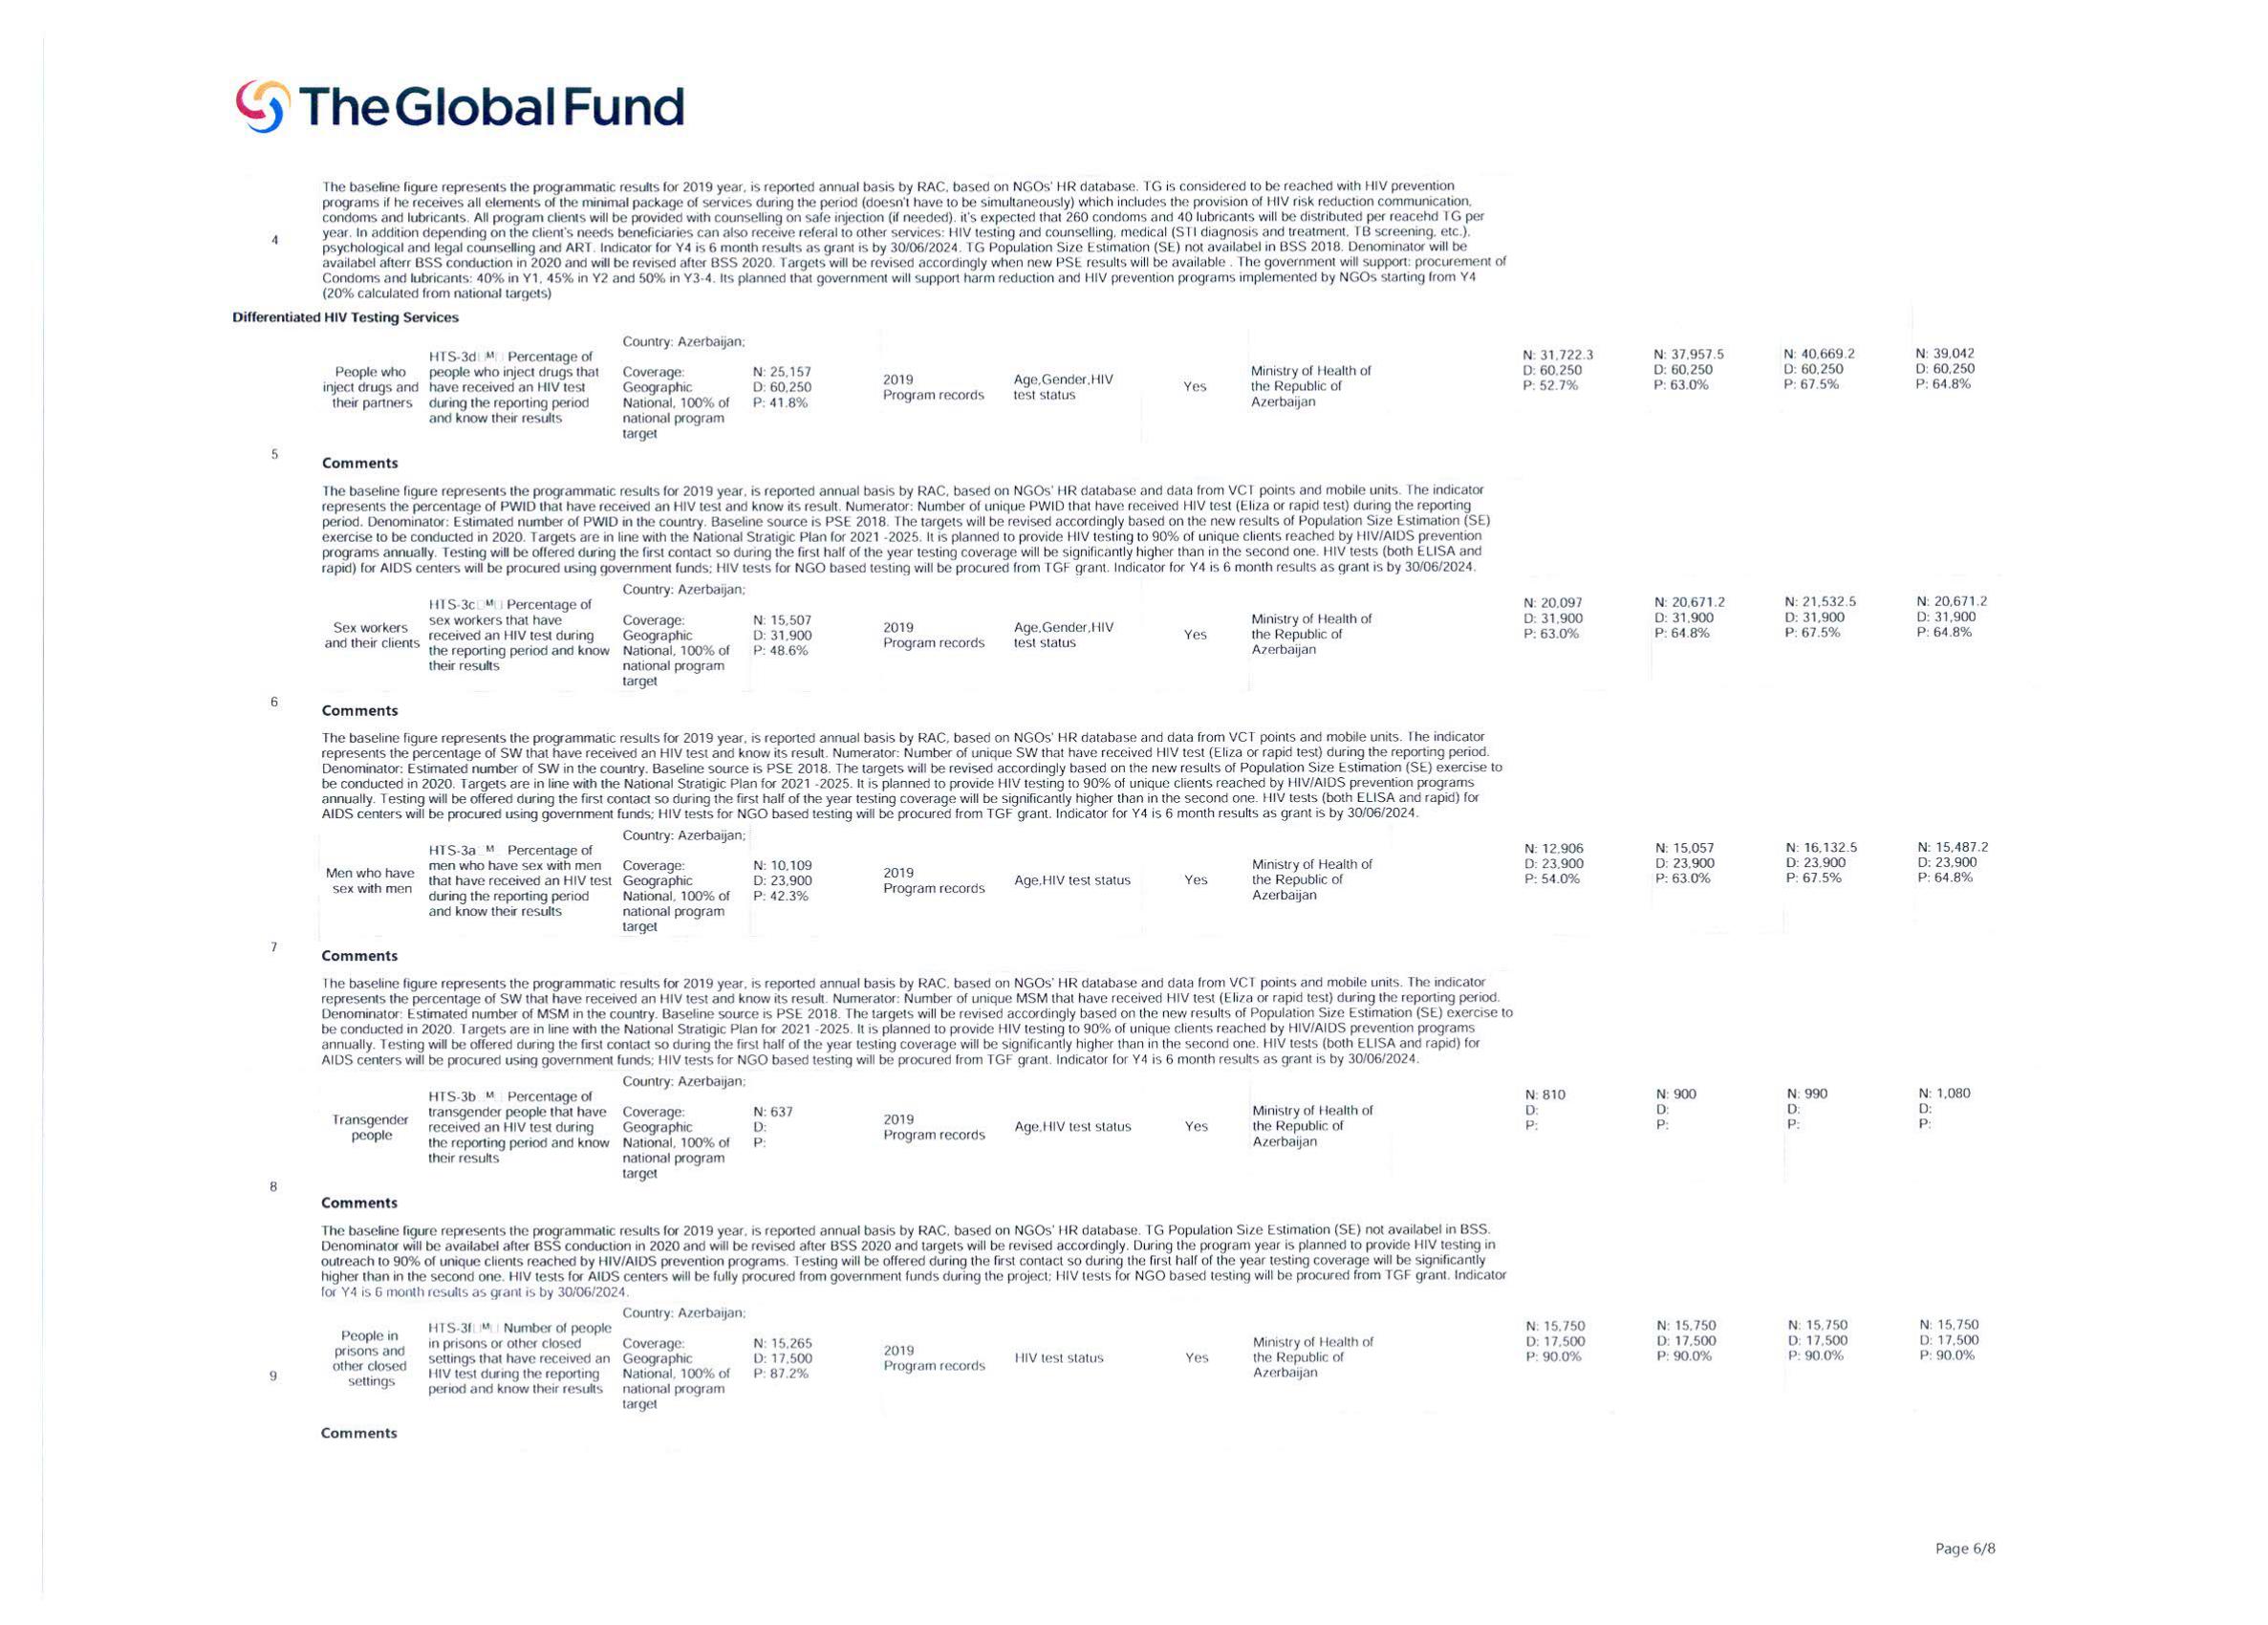 The Global Fund
The baseline figure represents the programmatic results for 2019 year, is reported annual basis by RAC, based on NGOs' HR database. TG is considered to be reached with HIV prevention
programs if he receives all elements of the minimal package of services during the period (doesn't have to be simultaneously) which includes the provision of HIV risk reduction communication,
condoms and lubricants. All program clients will be provided with counselling on safe injection (if needed). it's expected that 260 condoms and 40 lubricants will be distributed per reacehd TG per
year. In addition depending on the client's needs beneficiaries can also receive referal to other services: HIV testing and counselling, medical (STI diagnosis and treatment, TB screening, etc.),
4
psychological and legal counselling and ART. Indicator for Y4 is 6 month results as grant is by 30/06/2024. TG Population Size Estimation (SE) not availabel in BSS 2018. Denominator will be
availabel afterr BSS conduction in 2020 and will be revised after BSS 2020. Targets will be revised accordingly when new PSE results will be available . The government will support: procurement of
Condoms and lubricants: 40% in Y1, 45% in Y2 and 50% in Y3-4. Its planned that government will support harm reduction and HIV prevention programs implemented by NGOs starting from Y4
(20% calculated from national targets)
Differentiated HIV Testing Services
People who
inject drugs and
their partners
HTS-3d M Percentage of
people who inject drugs that
have received an HIV test
during the reporting period
and know their results
Country: Azerbaijan;
Coverage:
Geographic
National, 100% of
national program
target
N: 25,157
D: 60,250
P: 41.8%
2019
Program records
Age,Gender,HIV
test status
Yes
Ministry of Health of
the Republic of
Azerbaijan
N: 31,722.3
D: 60,250
P: 52.7%
N: 37,957.5
D: 60,250
P: 63.0%
N: 40,669.2
D: 60,250
P: 67.5%
N: 39,042
D: 60,250
P: 64.8%
5
Comments
The baseline figure represents the programmatic results for 2019 year, is reported annual basis by RAC, based on NGOs' HR database and data from VCT points and mobile units. The indicator
represents the percentage of PWID that have received an HIV test and know its result. Numerator: Number of unique PWID that have received HIV test (Eliza or rapid test) during the reporting
period. Denominator: Estimated number of PWID in the country. Baseline source is PSE 2018. The targets will be revised accordingly based on the new results of Population Size Estimation (SE)
exercise to be conducted in 2020. Targets are in line with the National Stratigic Plan for 2021 -2025. It is planned to provide HIV testing to 90% of unique clients reached by HIV/AIDS prevention
programs annually. Testing will be offered during the first contact so during the first half of the year testing coverage will be significantly higher than in the second one. HIV tests (both ELISA and
rapid) for AIDS centers will be procured using government funds; HIV tests for NGO based testing will be procured from TGF grant. Indicator for Y4 is 6 month results as grant is by 30/06/2024.
Sex workers
and their clients
HTS-3c M Percentage of
sex workers that have
received an HIV test during
the reporting period and know
their results
Country: Azerbaijan;
Coverage:
Geographic
National, 100% of
national program
target
N: 15,507
D: 31,900
P: 48.6%
2019
Program records
Age,Gender,HIV
test status
Yes
Ministry of Health of
the Republic of
Azerbaijan
N: 20,097
D: 31,900
P: 63.0%
N: 20,671.2
D: 31,900
P: 64.8%
N: 21,532.5
D: 31,900
P: 67.5%
N: 20,671.2
D: 31,900
P: 64.8%
6
Comments
The baseline figure represents the programmatic results for 2019 year, is reported annual basis by RAC, based on NGOs' HR database and data from VCT points and mobile units. The indicator
represents the percentage of SW that have received an HIV test and know its result. Numerator: Number of unique SW that have received HIV test (Eliza or rapid test) during the reporting period.
Denominator: Estimated number of SW in the country. Baseline source is PSE 2018. The targets will be revised accordingly based on the new results of Population Size Estimation (SE) exercise to
be conducted in 2020. Targets are in line with the National Stratigic Plan for 2021 -2025. It is planned to provide HIV testing to 90% of unique clients reached by HIV/AIDS prevention programs
annually. Testing will be offered during the first contact so during the first half of the year testing coverage will be significantly higher than in the second one. HIV tests (both ELISA and rapid) for
AIDS centers will be procured using government funds; HIV tests for NGO based testing will be procured from TGF grant. Indicator for Y4 is 6 month results as grant is by 30/06/2024.
Men who have
sex with men
HTS-3a M Percentage of
men who have sex with men
that have received an HIV test
during the reporting period
and know their results
Country: Azerbaijan;
Coverage:
Geographic
National, 100% of
national program
target
N: 10,109
D: 23,900
P: 42.3%
2019
Program records
Age,HIV test status
Yes
Ministry of Health of
the Republic of
Azerbaijan
N: 12,906
D: 23,900
P: 54.0%
N: 15,057
D: 23,900
P: 63.0%
N: 16,132.5
D: 23,900
P: 67.5%
N: 15,487.2
D: 23,900
P: 64.8%
7
Comments
The baseline figure represents the programmatic results for 2019 year, is reported annual basis by RAC, based on NGOs' HR database and data from VCT points and mobile units. The indicator
represents the percentage of SW that have received an HIV test and know its result. Numerator: Number of unique MSM that have received HIV test (Eliza or rapid test) during the reporting period.
Denominator: Estimated number of MSM in the country. Baseline source is PSE 2018. The targets will be revised accordingly based on the new results of Population Size Estimation (SE) exercise to
be conducted in 2020. Targets are in line with the National Stratigic Plan for 2021 -2025. It is planned to provide HIV testing to 90% of unique clients reached by HIV/AIDS prevention programs
annually. Testing will be offered during the first contact so during the first half of the year testing coverage will be significantly higher than in the second one. HIV tests (both ELISA and rapid) for
AIDS centers will be procured using government funds; HIV tests for NGO based testing will be procured from TGF grant. Indicator for Y4 is 6 month results as grant is by 30/06/2024.
Transgender
people
HTS-3b M Percentage of
transgender people that have
received an HIV test during
the reporting period and know
their results
Country: Azerbaijan;
Coverage:
Geographic
National, 100% of
national program
target
N: 637
D:
P:
2019
Program records
Age,HIV test status
Yes
Ministry of Health of
the Republic of
Azerbaijan
N: 810
D:
P:
N: 900
D:
P:
N: 990
D:
P:
N: 1,080
D:
P:
8
Comments
The baseline figure represents the programmatic results for 2019 year, is reported annual basis by RAC, based on NGOs' HR database. TG Population Size Estimation (SE) not availabel in BSS.
Denominator will be availabel after BSS conduction in 2020 and will be revised after BSS 2020 and targets will be revised accordingly. During the program year is planned to provide HIV testing in
outreach to 90% of unique clients reached by HIV/AIDS prevention programs. Testing will be offered during the first contact so during the first half of the year testing coverage will be significantly
higher than in the second one. HIV tests for AIDS centers will be fully procured from government funds during the project; HIV tests for NGO based testing will be procured from TGF grant. Indicator
for Y4 is 6 month results as grant is by 30/06/2024.
People in
prisons and
other closed
settings
HTS-3f M Number of people
in prisons or other closed
settings that have received an
HIV test during the reporting
period and know their results
Country: Azerbaijan;
Coverage:
Geographic
National, 100% of
national program
target
N: 15,265
D: 17,500
P: 87.2%
2019
Program records
HIV test status
Yes
Ministry of Health of
the Republic of
Azerbaijan
N: 15,750
D: 17,500
P: 90.0%
N: 15,750
D: 17,500
P: 90.0%
N: 15,750
D: 17,500
P: 90.0%
N: 15,750
D: 17,500
P: 90.0%
9
Comments
Page 6/8